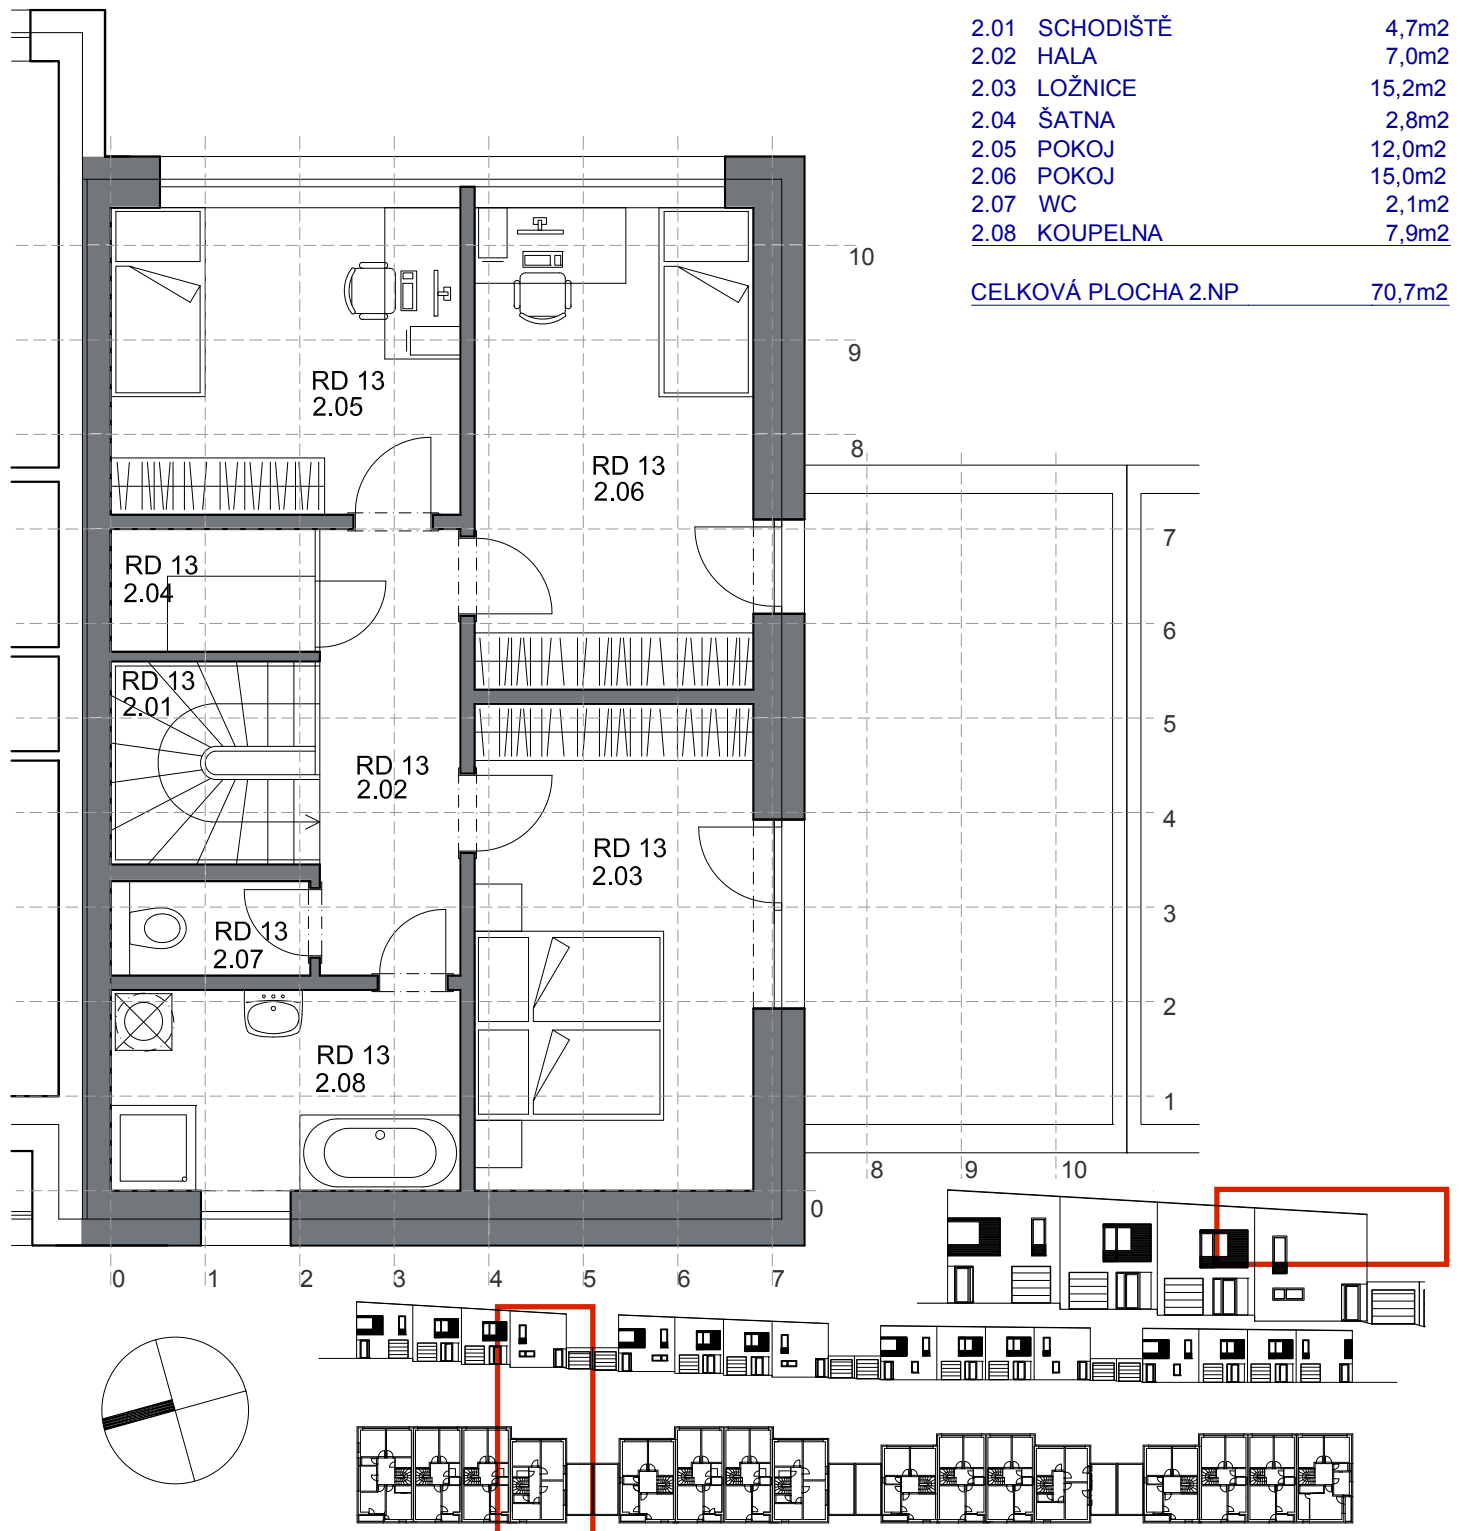 2.01 SCHODIŠTĚ 4,7m2
2.02 HALA 7,0m2
2.03 LOŽNICE 15,2m2
2.04 ŠATNA 2,8m2
2.05 POKOJ 12,0m2
2.06 POKOJ 15,0m2
2.07 WC 2,1m2
2.08 KOUPELNA 7,9m2
CELKOVÁ PLOCHA 2.NP 70,7m2
10
9
RD 13
2.05
8
RD 13
2.06
7
RD 13
2.04
6
RD 13
2.01
5
RD 13
2.02
4
RD 13
2.03
3
RD 13
2.07
2
RD 13
2.08
1
8 9 10
0
0 1 2 3 4 5 6 7